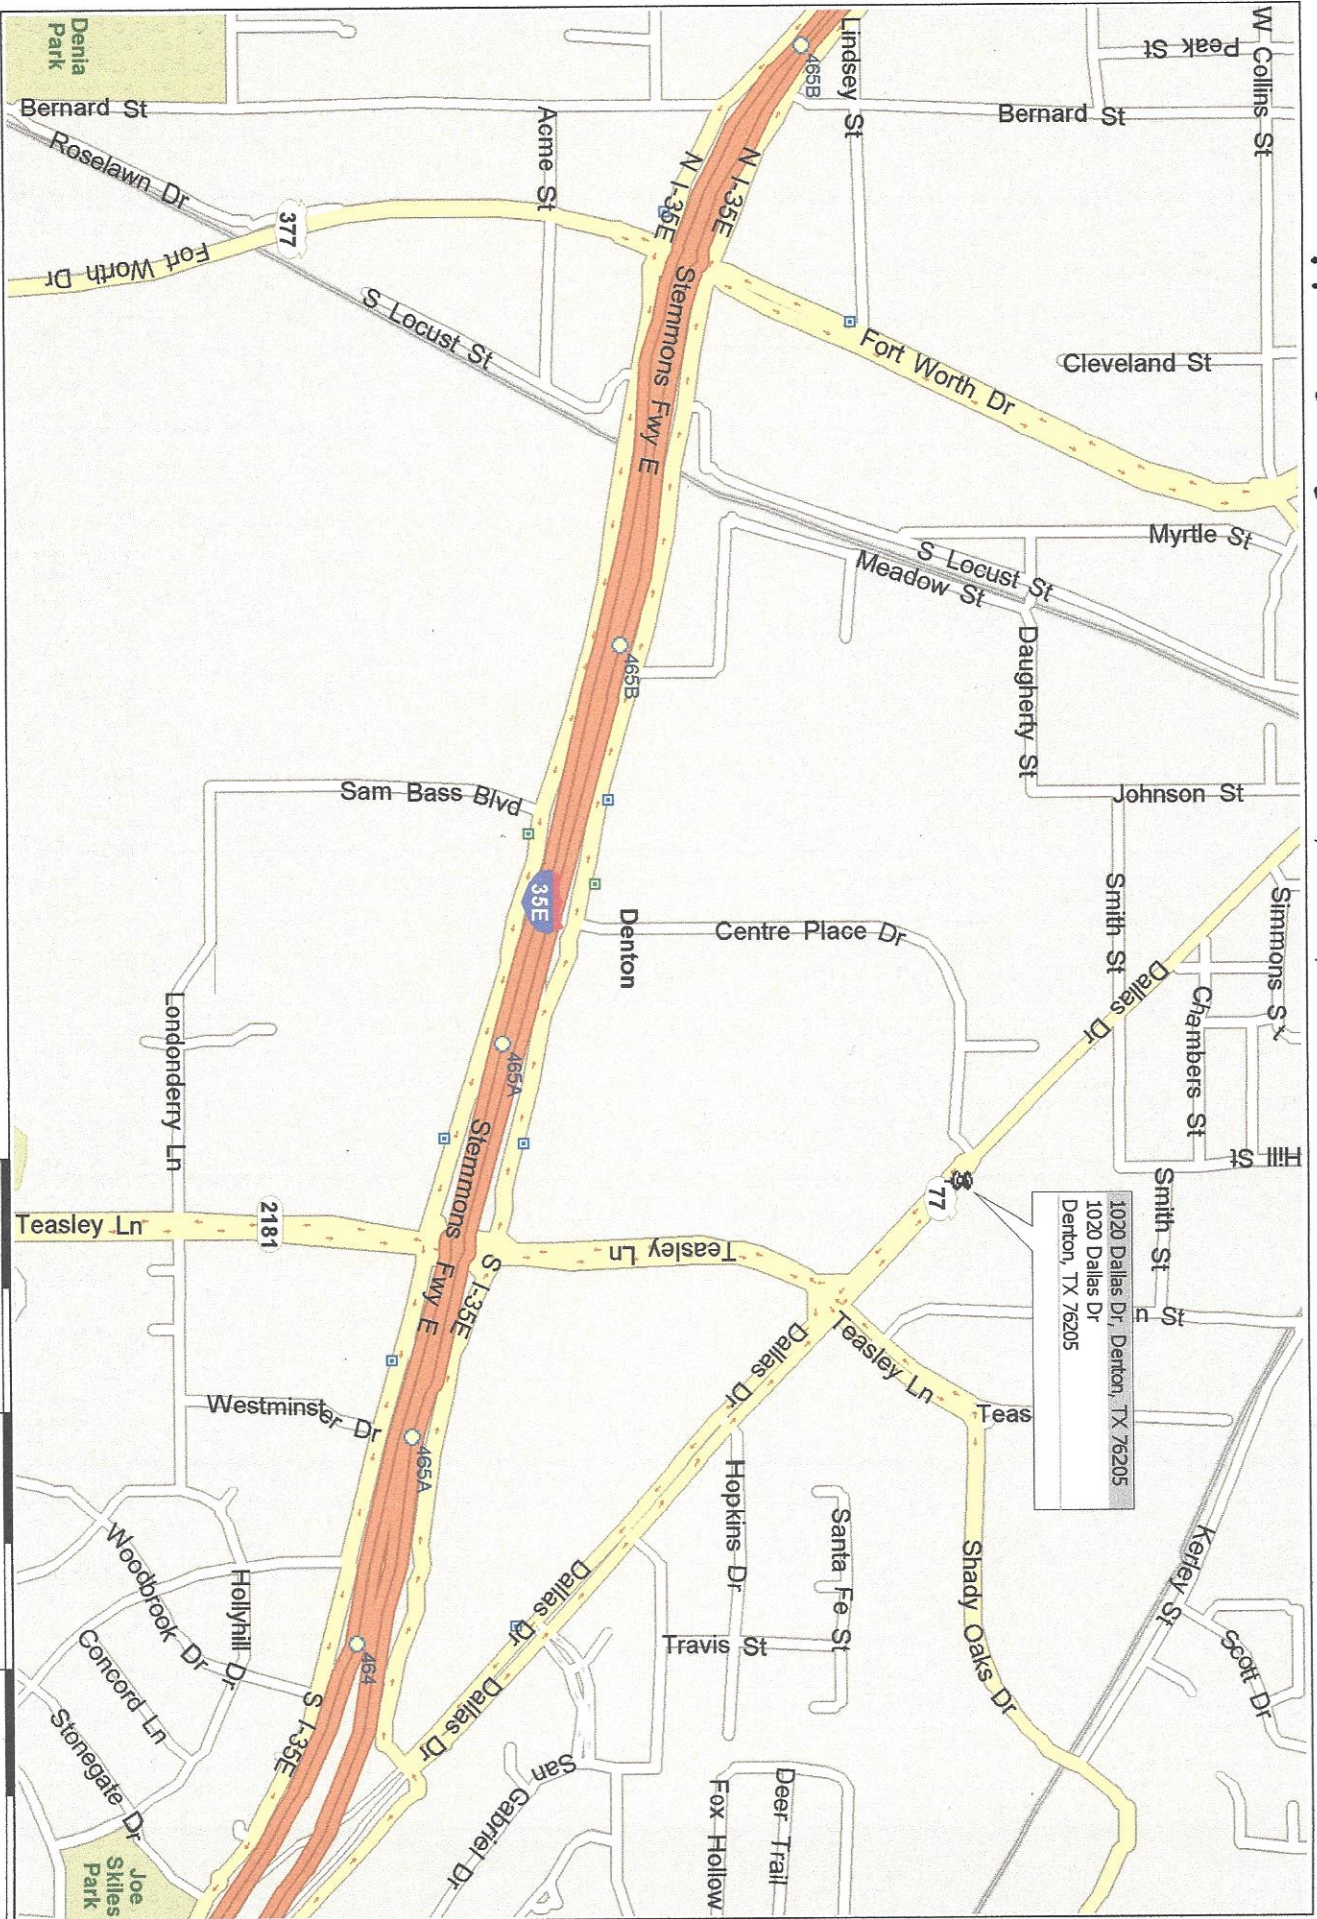 W Collins St
Peak St
Bernard St
Lindsey St
465B
N I-35E
N I-35E
Acme St
Bernard St
Denia
Park
Roselawn Dr
377
Fort Worth Dr
S Locust St
Stemmons Fwy E
Fort Worth Dr
Cleveland St
Myrtle St
S Locust St
Meadow St
Daugherty St
465B
Johnson St
Sam Bass Blvd
35E
Denton
Centre Place Dr
Smith St
Simmons St
Chambers St
Dallas Dr
Hill St
Smith St
465A
Londonderry Ln
Stemmons Fwy E
77
1020 Dallas Dr, Denton, TX 76205
1020 Dallas Dr
Denton, TX 76205
n St
Teasley Ln
2181
Teasley Ln
S I-35E
Teasley Ln
Dallas Dr
Teas
Westminster Dr
465A
Hopkins Dr
Santa Fe St
Shady Oaks Dr
Kerley St
Scott Dr
Woodbrook Dr
Hollyhill Dr
Concord Ln
Stonegate Dr
464
S I-35E
Dallas Dr
Dallas Dr
Travis St
San Gabriel Dr
Fox Hollow
Deer Trail
Joe
Skiles
Park